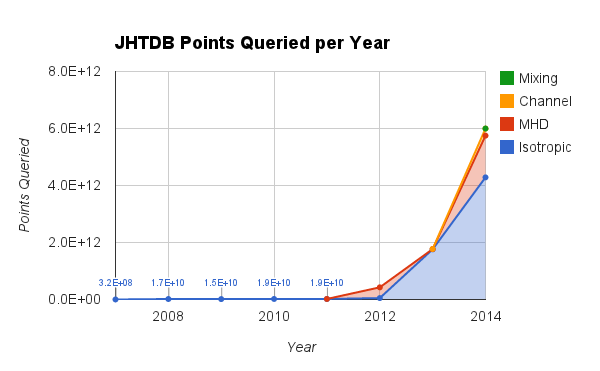 JHTDB Points Queried per Year
8.0E+12
6.0E+12
4.0E+12
2.0E+12
0.0E+00
Points Queried
3.2E+08 1.7E+10 1.5E+10 1.9E+10 1.9E+10
2008 2010 2012 2014
Year
Mixing
Channel
MHD
Isotropic